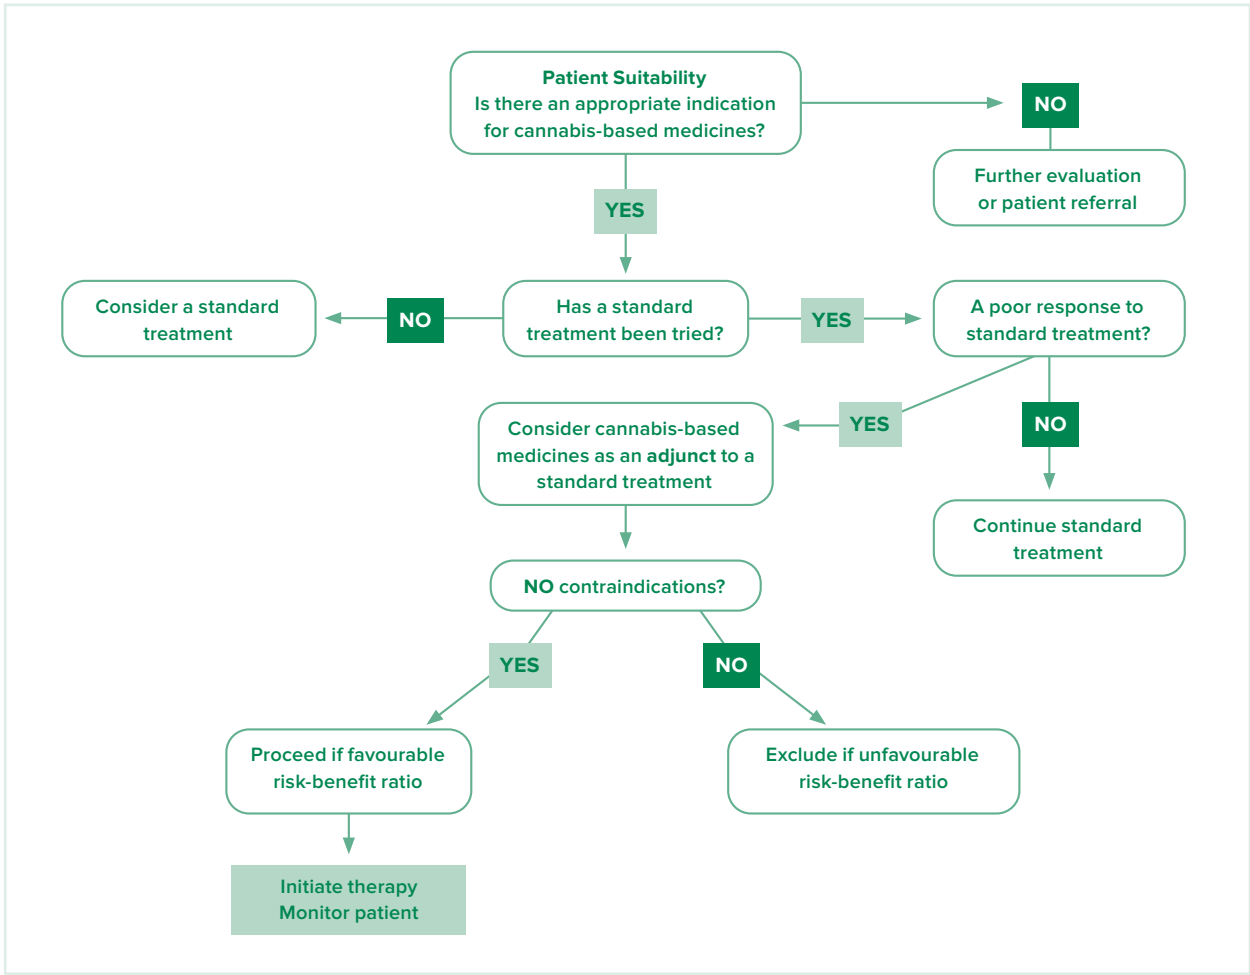 Patient Suitability
Is there an appropriate indication
for cannabis-based medicines?
NO
Further evaluation
or patient referral
YES
Consider a standard
treatment
NO
Has a standard
treatment been tried?
YES
A poor response to
standard treatment?
Consider cannabis-based
medicines as an adjunct to a
standard treatment
YES
NO
Continue standard
treatment
NO contraindications?
YES
NO
Proceed if favourable
risk-benefit ratio
Exclude if unfavourable
risk-benefit ratio
Initiate therapy
Monitor patient